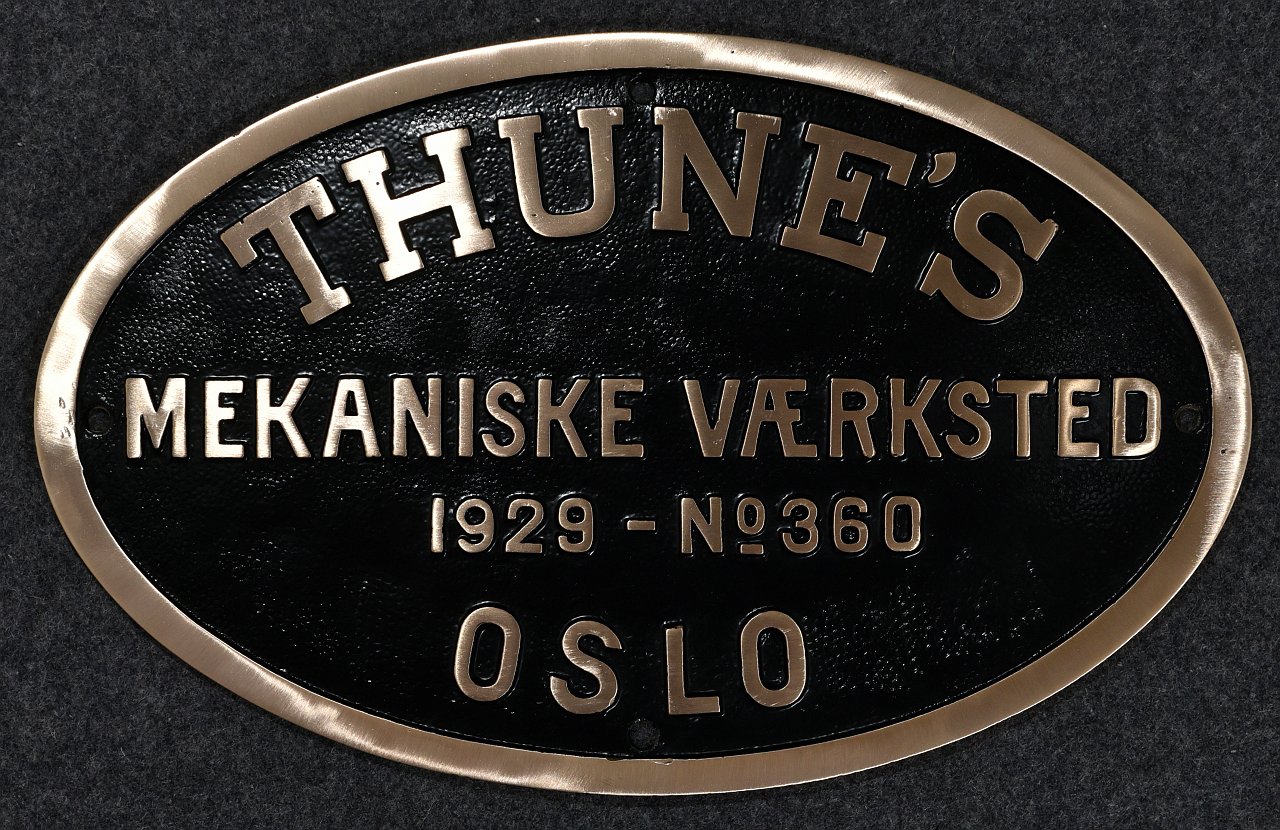 THUNE'S
MEKANISKE VÆRKSTED
1929 - Nº 360
OSLO